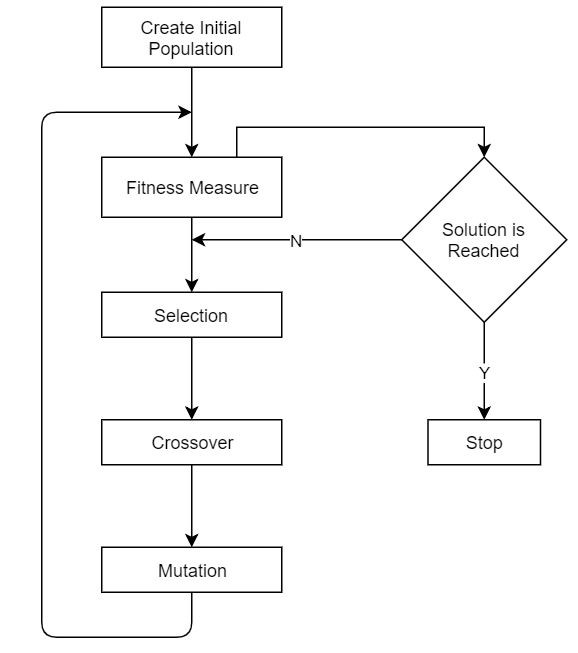 Create Initial
Population
Fitness Measure
Solution is
Reached
N
Selection
Y
Crossover
Stop
Mutation